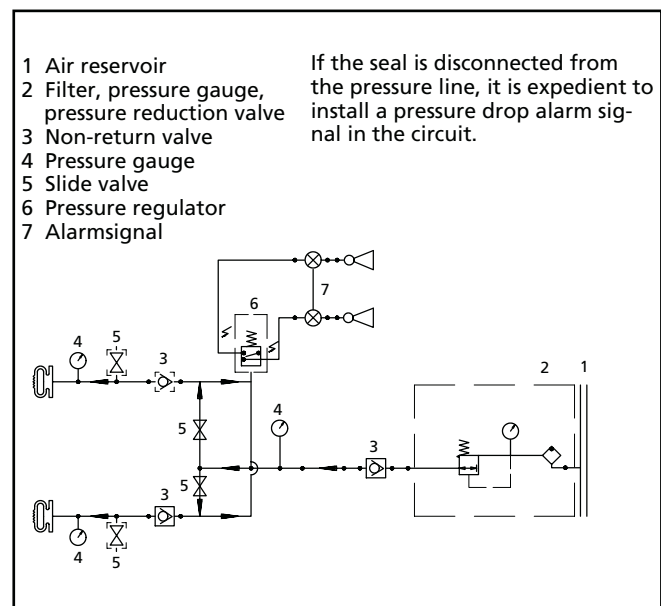 1 Air reservoir
2 Filter, pressure gauge,
pressure reduction valve
3 Non-return valve
4 Pressure gauge
5 Slide valve
6 Pressure regulator
7 Alarmsignal
If the seal is disconnected from
the pressure line, it is expedient to
install a pressure drop alarm sig-
nal in the circuit.
6
7
4
5
3
2
1
5
4
3
5
3
4
5